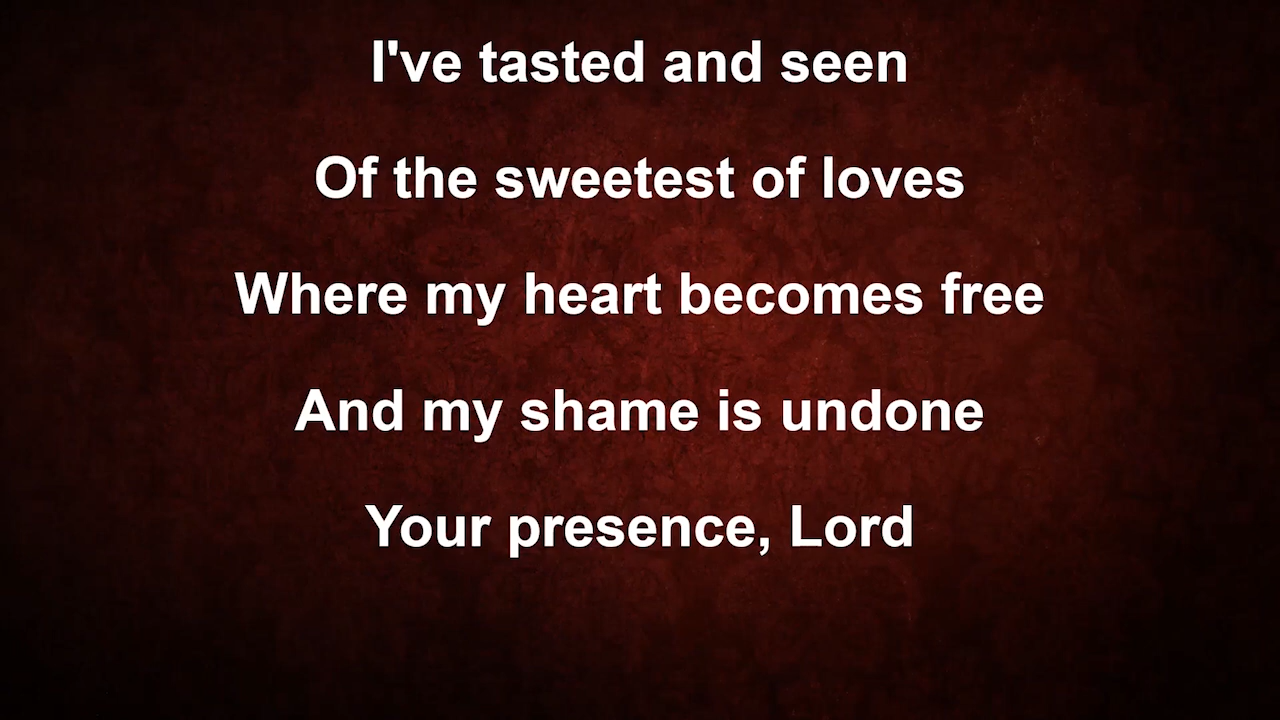 I've tasted and seen
Of the sweetest of loves
Where my heart becomes free
And my shame is undone
Your presence, Lord